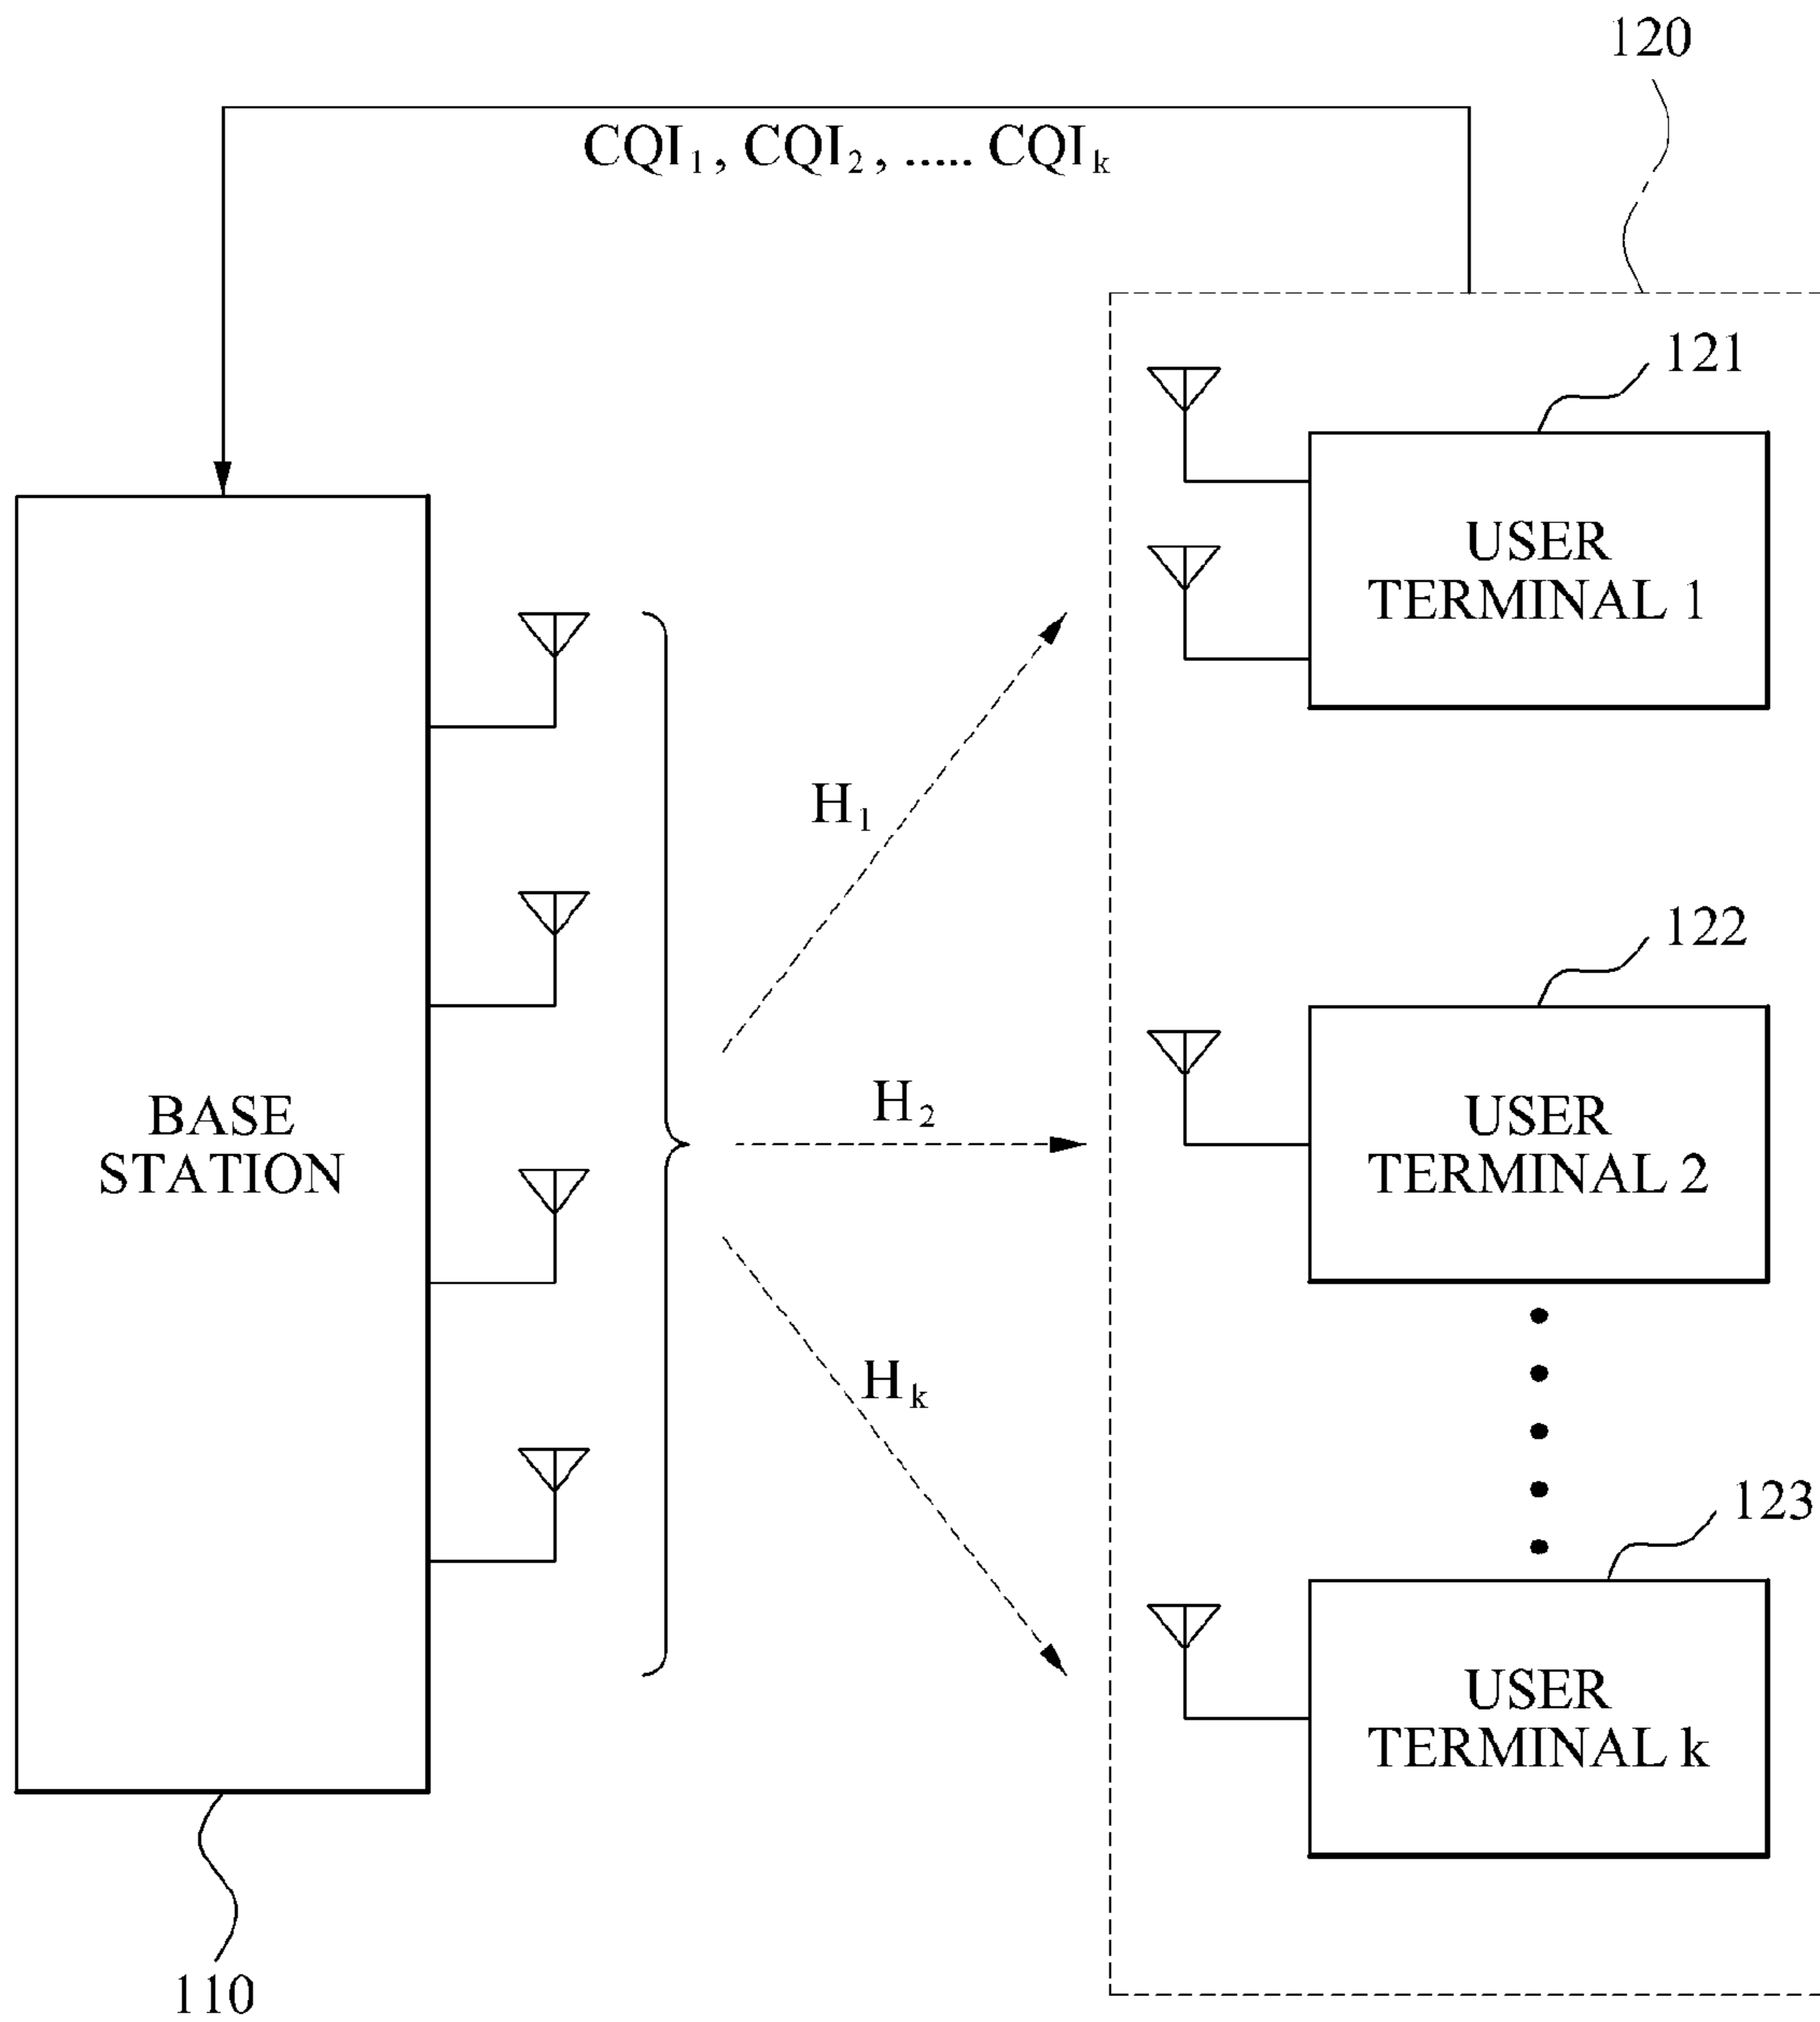 120
CQI₁, CQI₂, ..... CQIₖ
121
USER
TERMINAL 1
H₁
122
BASE
STATION
H₂
USER
TERMINAL 2
Hₖ
123
USER
TERMINAL k
110